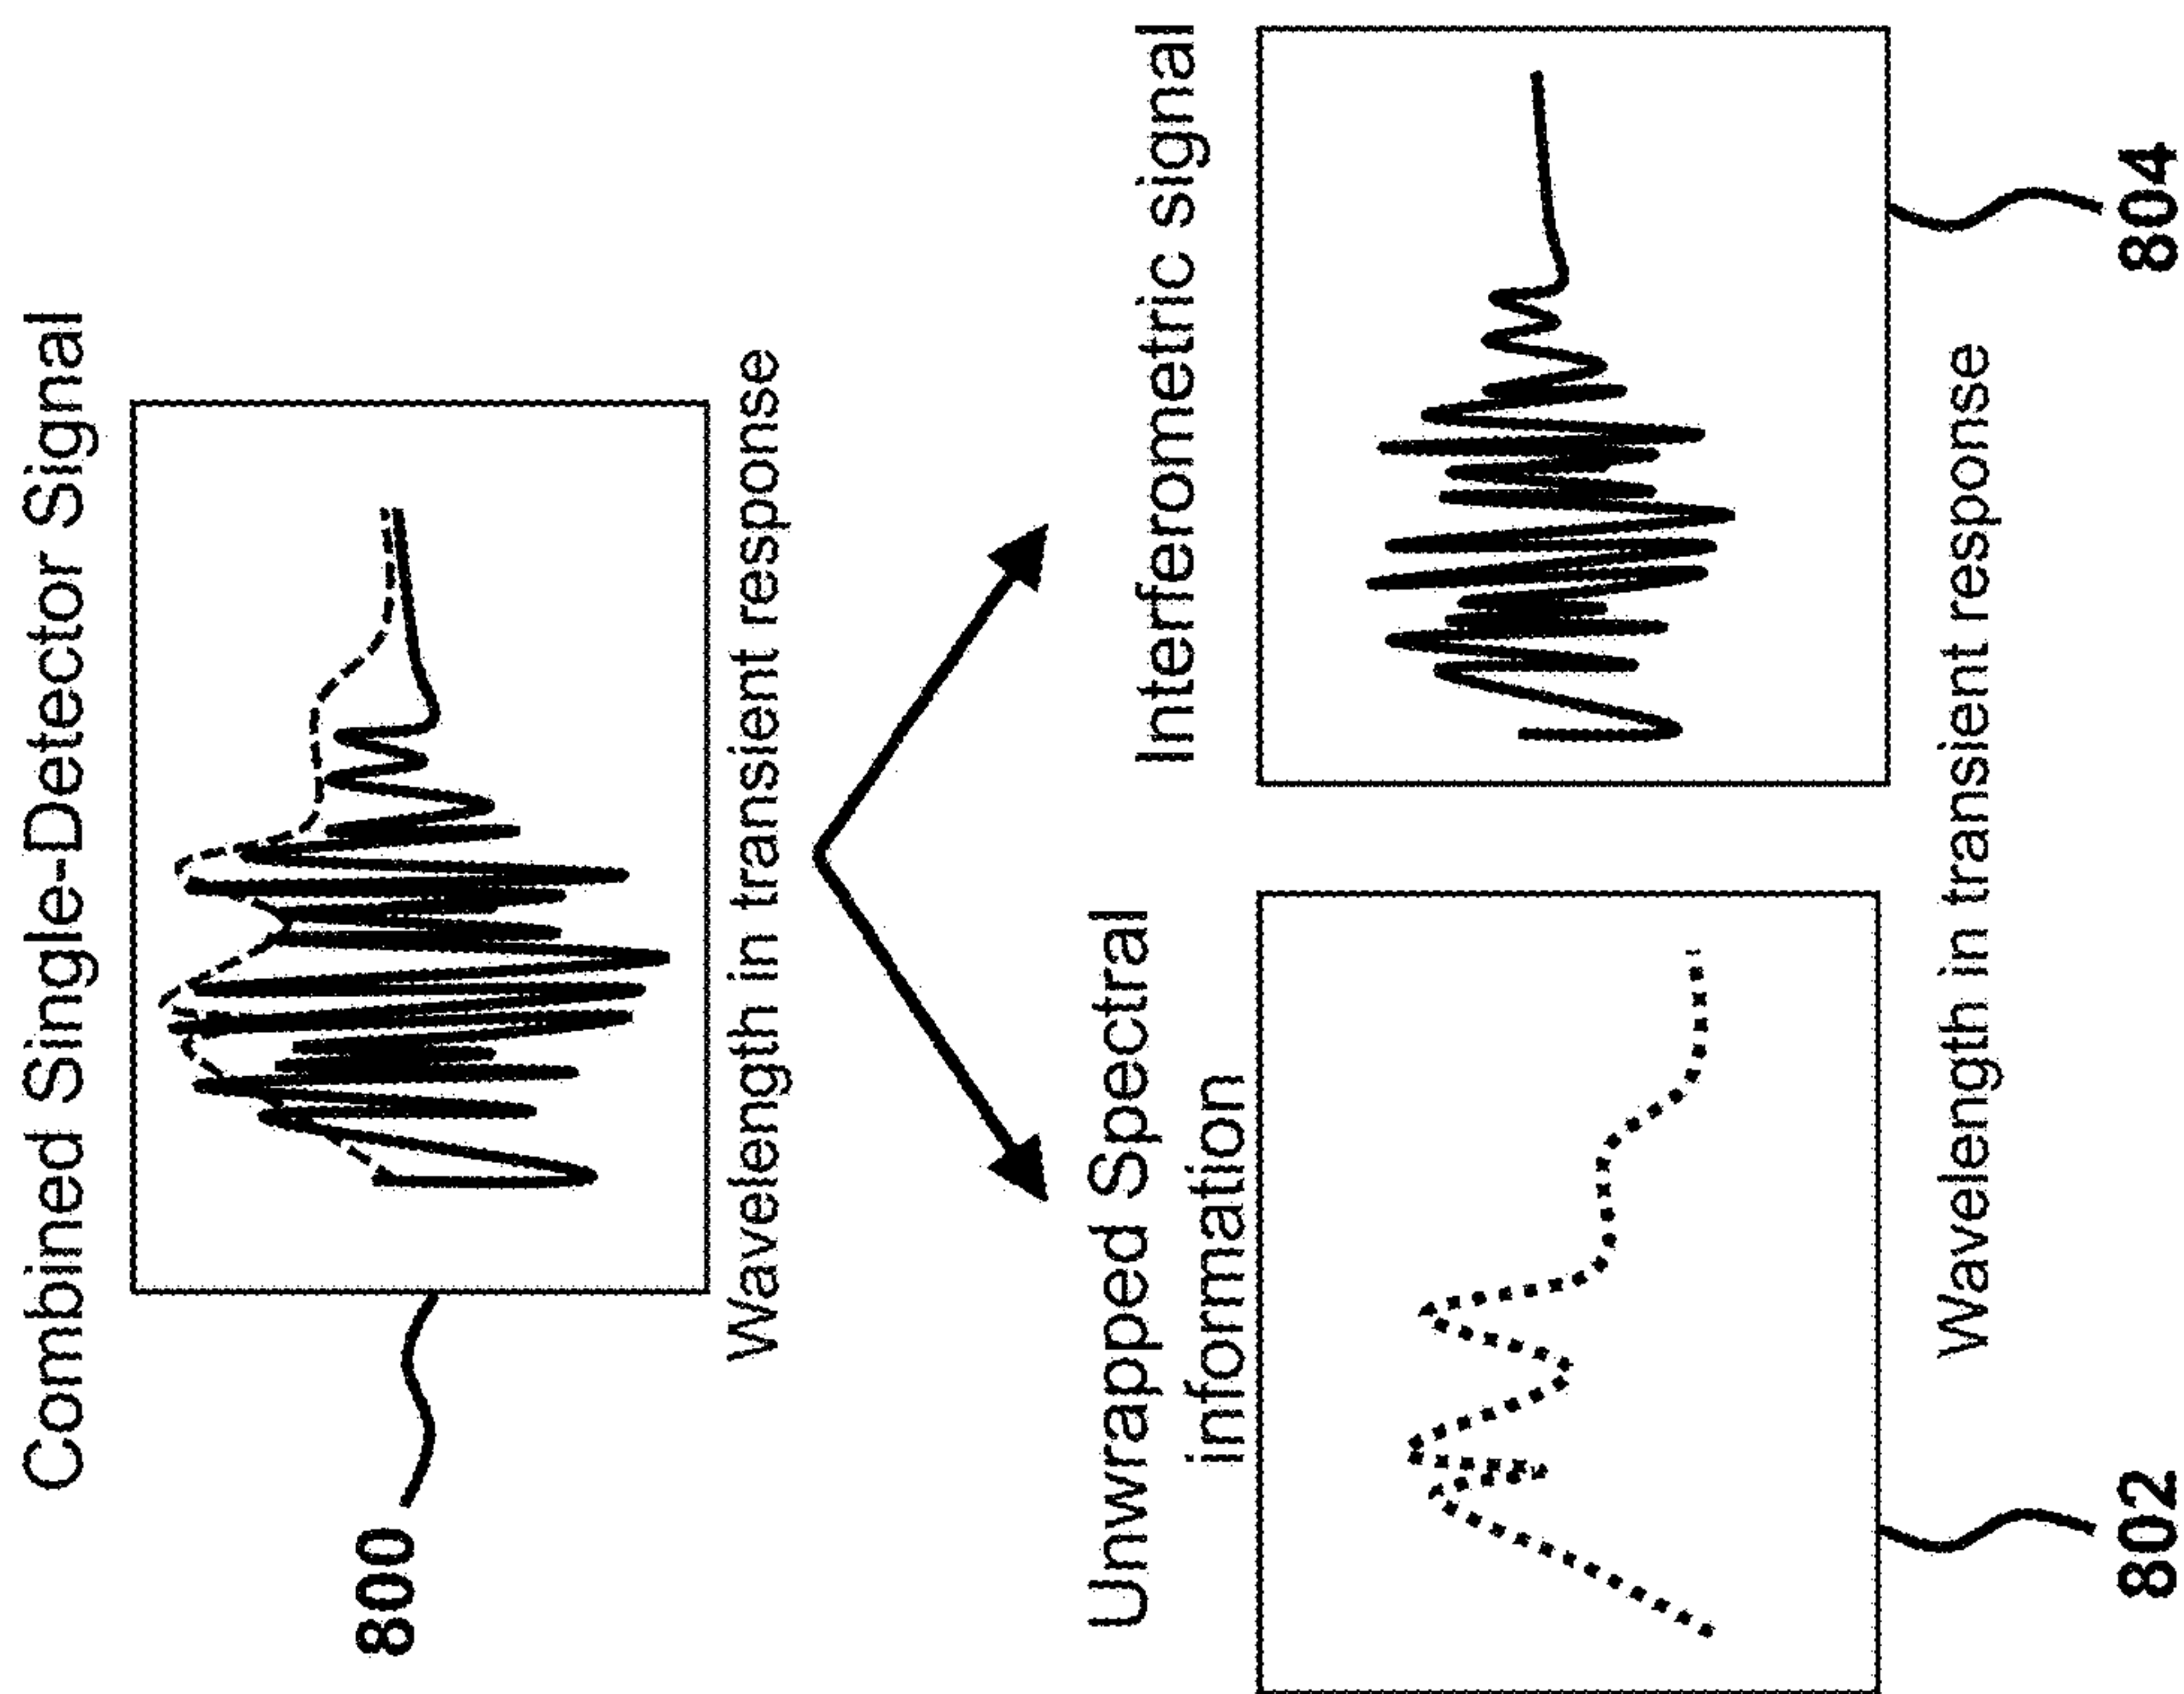 Combined Single-Detector Signal
800
Wavelength in transient response
Unwrapped Spectral
information
Interferometric signal
Wavelength in transient response
802
804